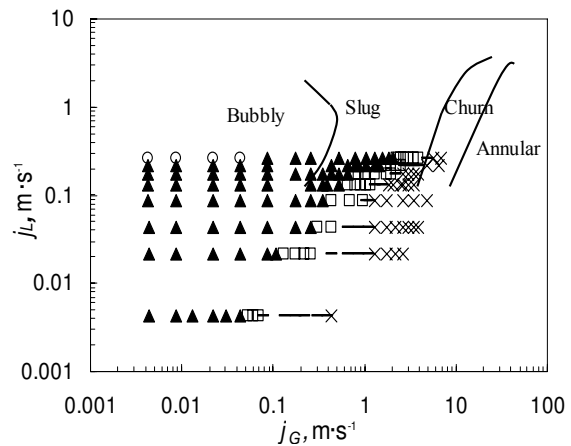 10
1
0.1
0.01
0.001
j_L, m·s⁻¹
Bubbly
Slug
Churn
Annular
0.001
0.01
0.1
1
10
100
j_G, m·s⁻¹